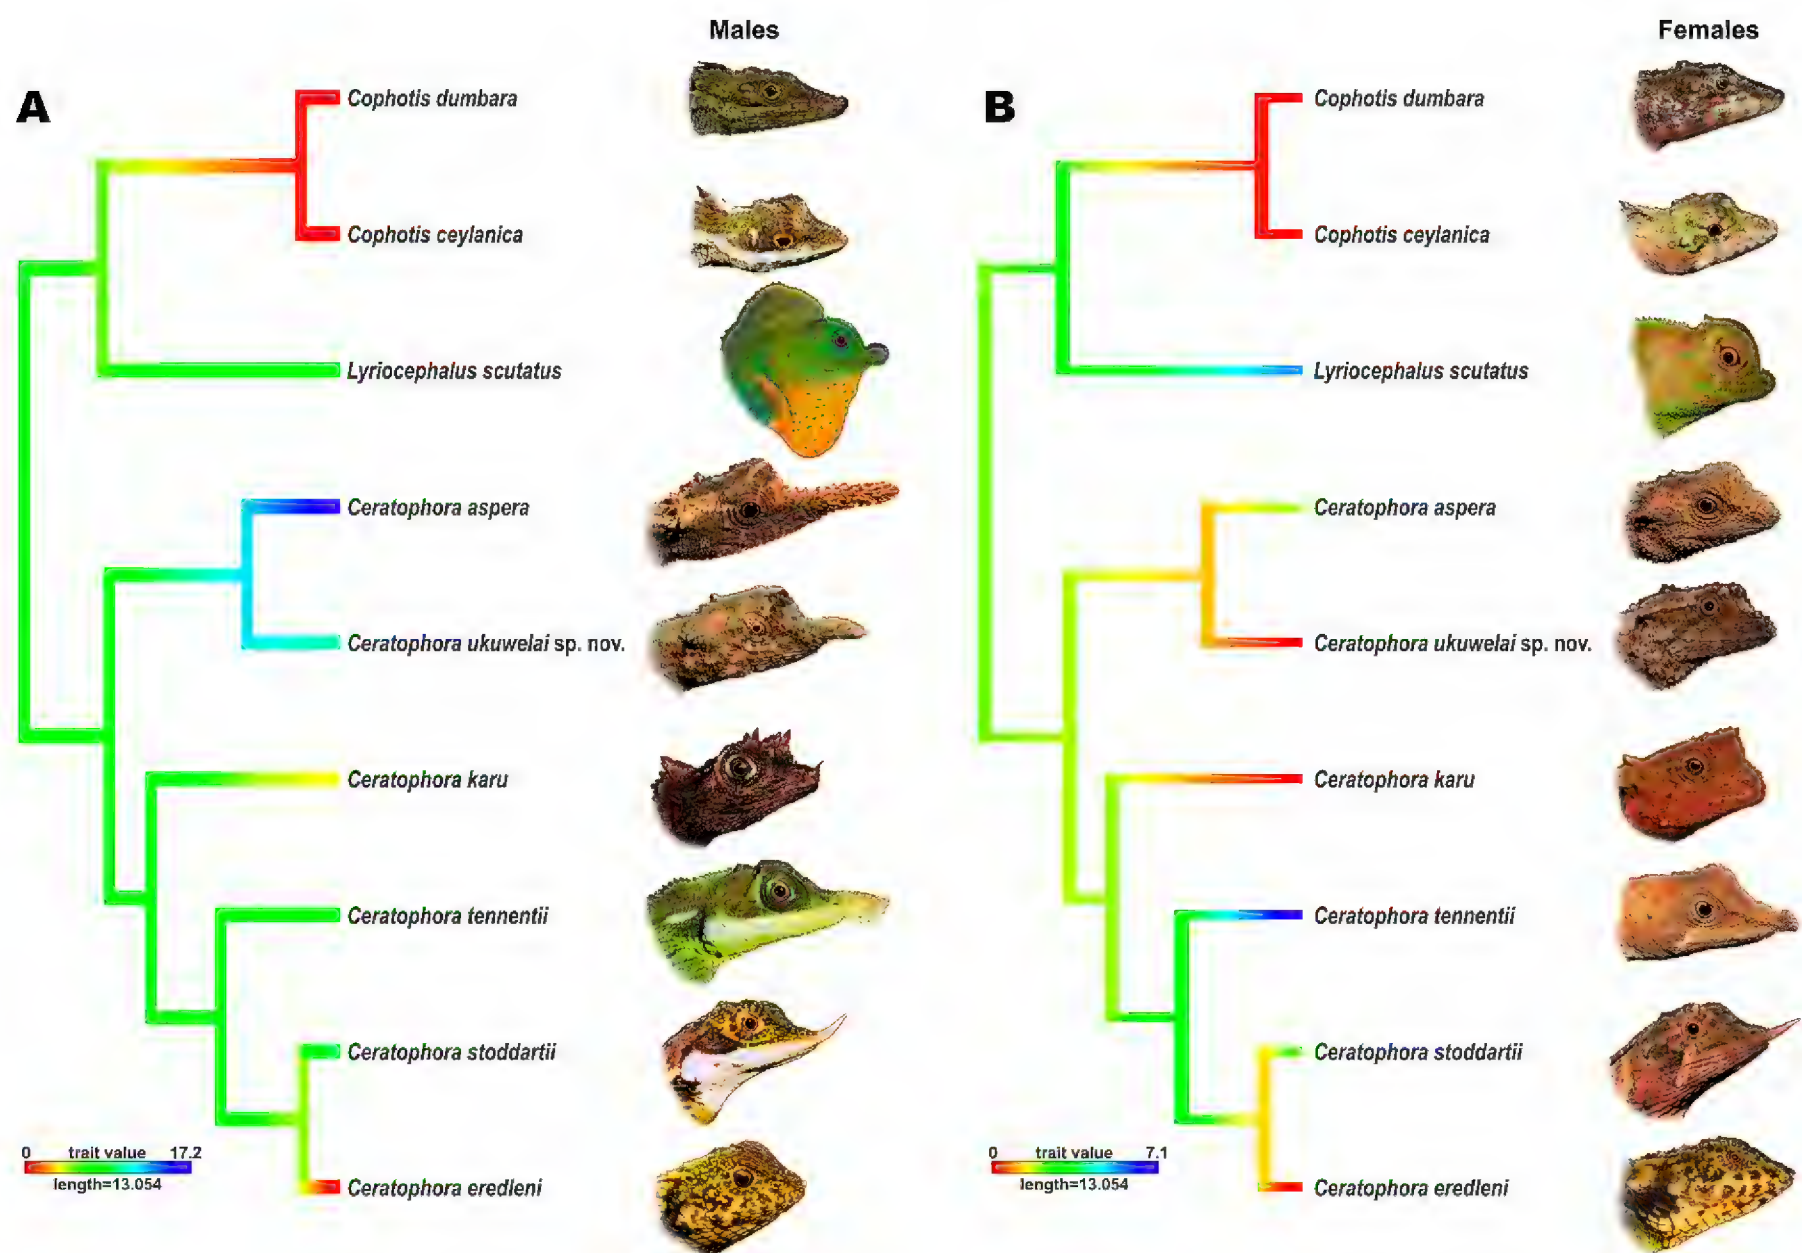 Males
Females
A
B
Cophotis dumbara
Cophotis dumbara
Cophotis ceylanica
Cophotis ceylanica
Lyriocephalus scutatus
Lyriocephalus scutatus
Ceratophora aspera
Ceratophora aspera
Ceratophora ukuwelai sp. nov.
Ceratophora ukuwelai sp. nov.
Ceratophora karu
Ceratophora karu
Ceratophora tennentii
Ceratophora tennentii
Ceratophora stoddartii
Ceratophora stoddartii
0 trait value 17.2
0 trait value 7.1
length=13.054
length=13.054
Ceratophora eredleni
Ceratophora eredleni